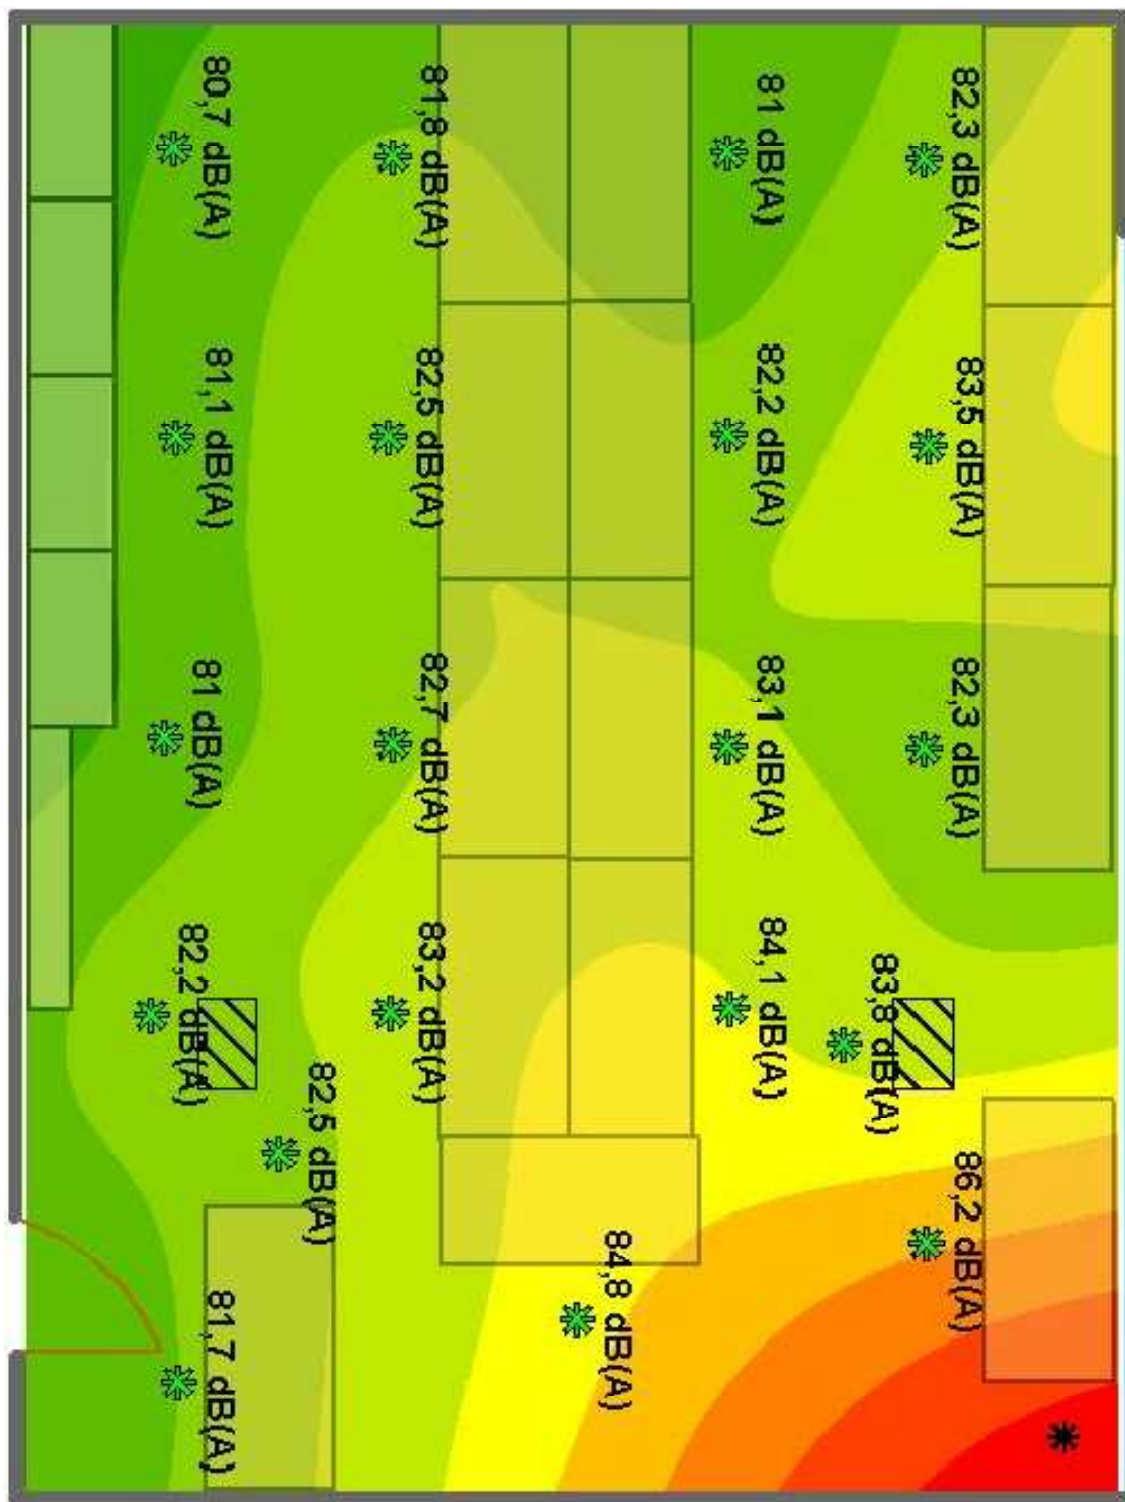 80,7 dB(A)
81,8 dB(A)
81 dB(A)
82,3 dB(A)
81,1 dB(A)
82,5 dB(A)
82,2 dB(A)
83,5 dB(A)
81 dB(A)
82,7 dB(A)
83,1 dB(A)
82,3 dB(A)
82,2 dB(A)
83,2 dB(A)
84,1 dB(A)
83,8 dB(A)
82,5 dB(A)
86,2 dB(A)
84,8 dB(A)
81,7 dB(A)